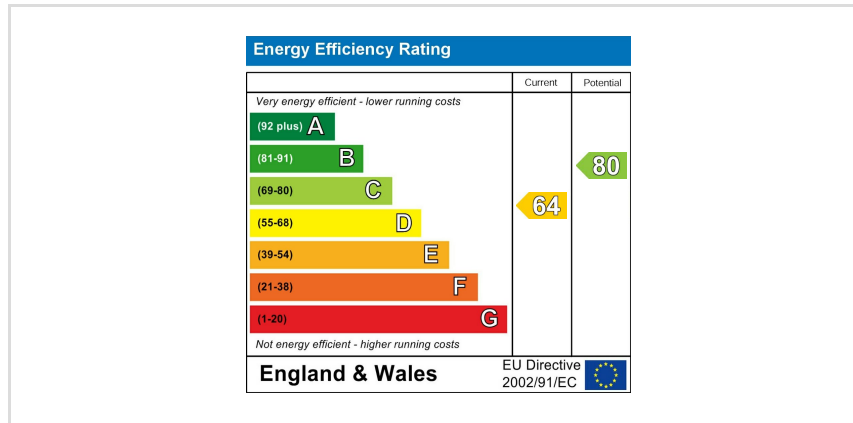 Energy Efficiency Rating
Current Potential
Very energy efficient - lower running costs
(92 plus) A
(81-91) B
(69-80) C
(55-68) D
(39-54) E
(21-38) F
(1-20) G
64
80
Not energy efficient - higher running costs
England & Wales
EU Directive
2002/91/EC